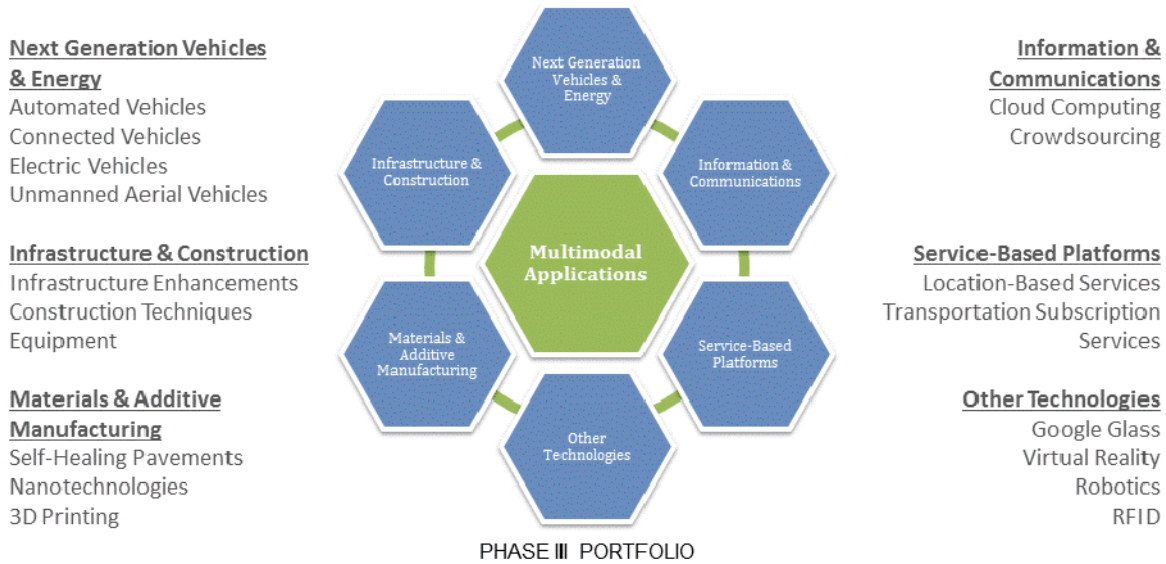 Next Generation Vehicles
& Energy
Automated Vehicles
Connected Vehicles
Electric Vehicles
Unmanned Aerial Vehicles
Infrastructure & Construction
Infrastructure Enhancements
Construction Techniques
Equipment
Materials & Additive
Manufacturing
Self-Healing Pavements
Nanotechnologies
3D Printing
Next Generation
Vehicles &
Energy
Infrastructure &
Construction
Information &
Communications
Multimodal
Applications
Materials &
Additive
Manufacturing
Service-Based
Platforms
Other
Technologies
Information &
Communications
Cloud Computing
Crowdsourcing
Service-Based Platforms
Location-Based Services
Transportation Subscription
Services
Other Technologies
Google Glass
Virtual Reality
Robotics
RFID
PHASE III PORTFOLIO